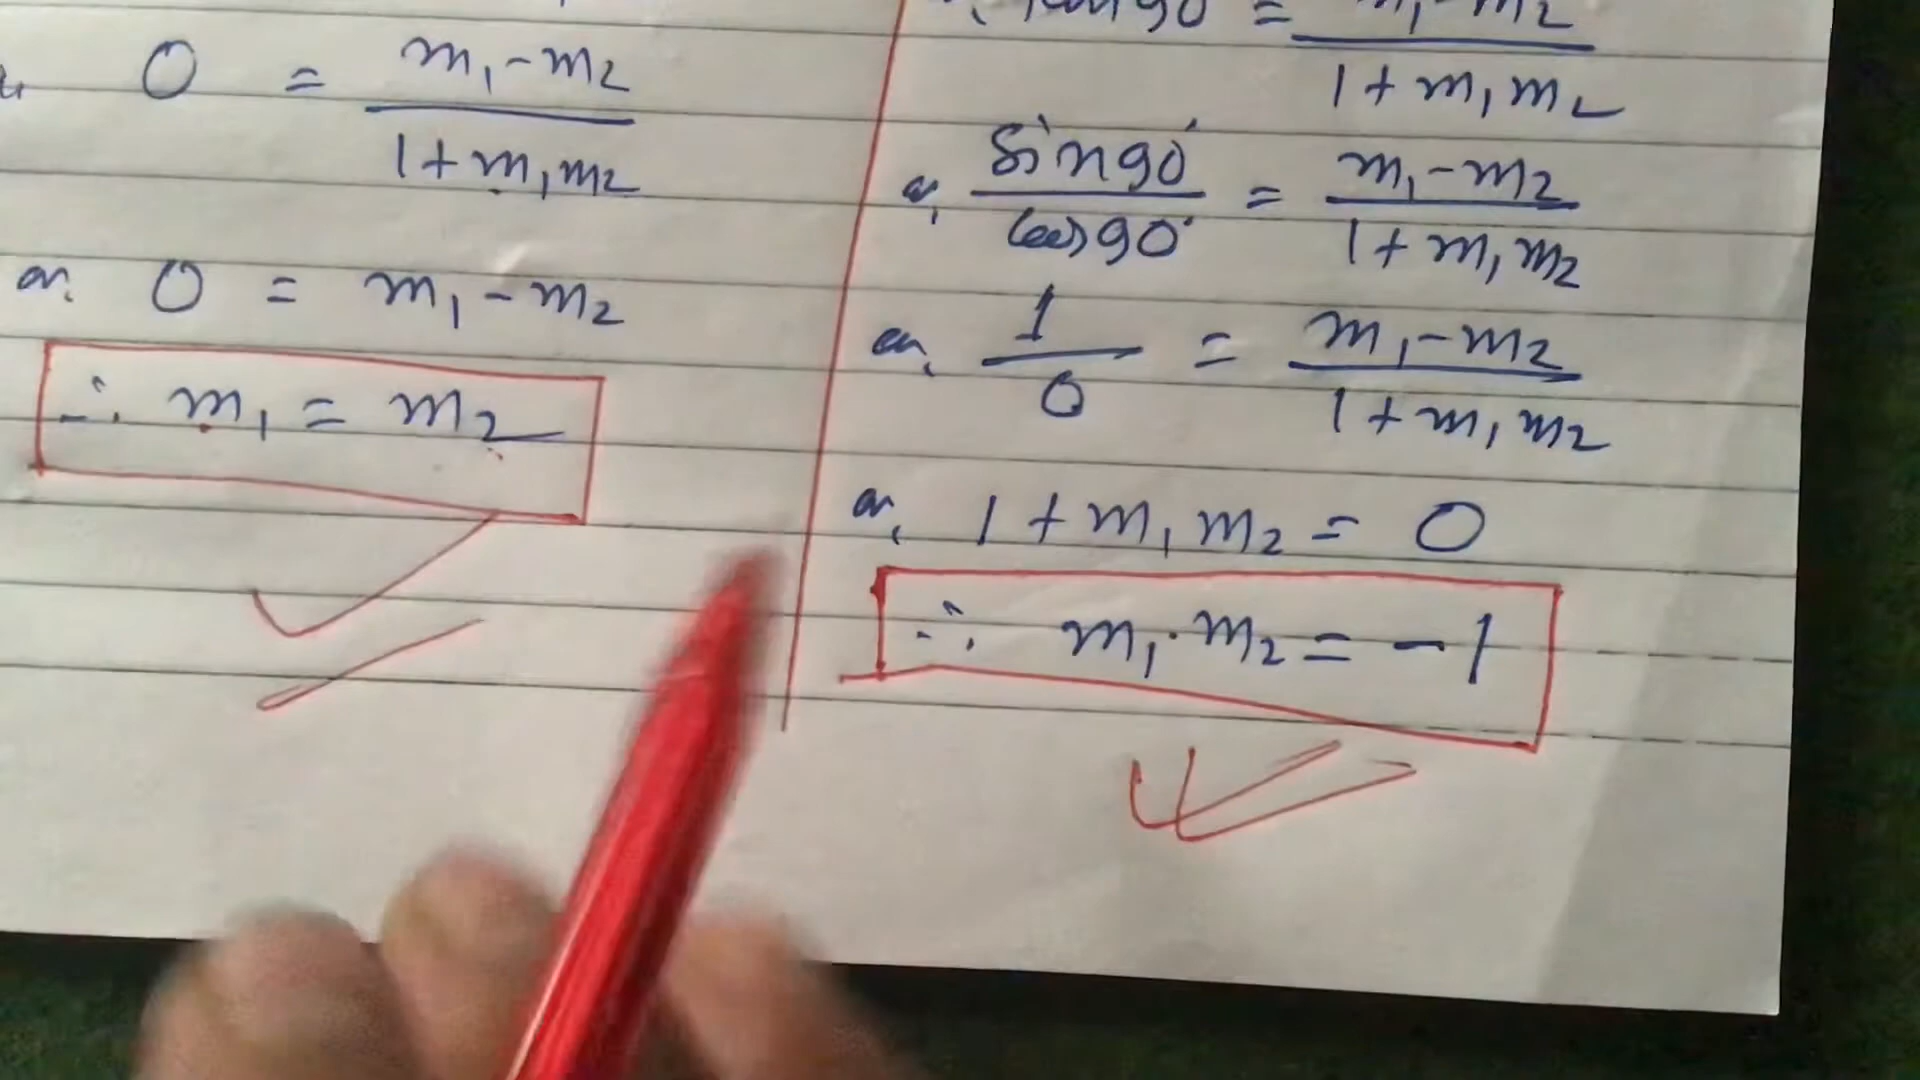 0 = m₁-m₂ / 1+m₁m₂
or, 0 = m₁-m₂
∴ m₁ = m₂
tan90° = m₁-m₂ / 1+m₁m₂
or, sin90° / cos90° = m₁-m₂ / 1+m₁m₂
or, 1 / 0 = m₁-m₂ / 1+m₁m₂
or, 1+m₁m₂ = 0
∴ m₁·m₂ = -1